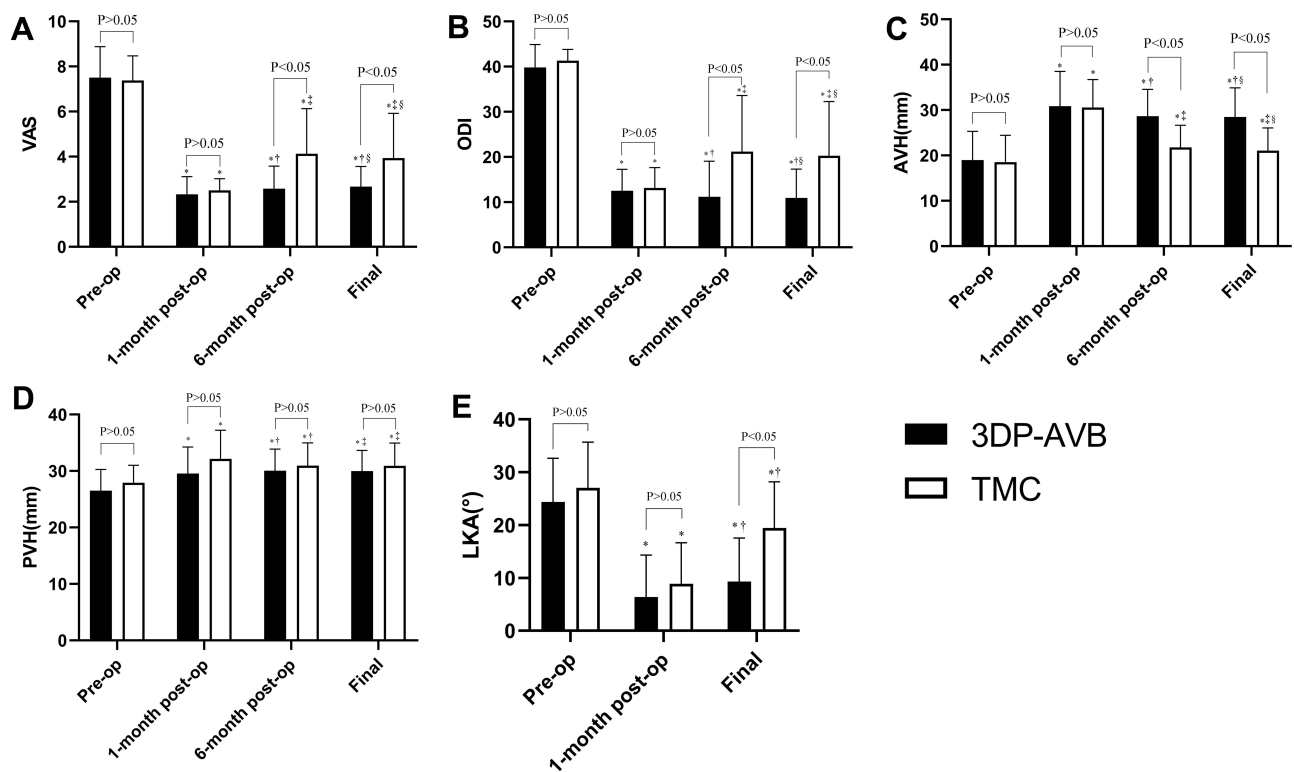 A
VAS
10
8
6
4
2
0
P>0.05
P>0.05
P<0.05
P<0.05
*
*
*†
*‡
*†§
*‡§
Pre-op
1-month post-op
6-month post-op
Final
B
ODI
50
40
30
20
10
0
P>0.05
P>0.05
P<0.05
P<0.05
*
*
*†
*‡
*†§
*‡§
Pre-op
1-month post-op
6-month post-op
Final
C
AVH(mm)
50
40
30
20
10
0
P>0.05
P>0.05
P<0.05
P<0.05
*
*
*†
*‡
*†§
*‡§
Pre-op
1-month post-op
6-month post-op
Final
D
PVH(mm)
40
30
20
10
0
P>0.05
P>0.05
P>0.05
P>0.05
*
*
*†
*†
*‡
*‡
Pre-op
1-month post-op
6-month post-op
Final
E
LKA(°)
40
30
20
10
0
P>0.05
P>0.05
P<0.05
*
*
*†
*†
Pre-op
1-month post-op
Final
3DP-AVB
TMC